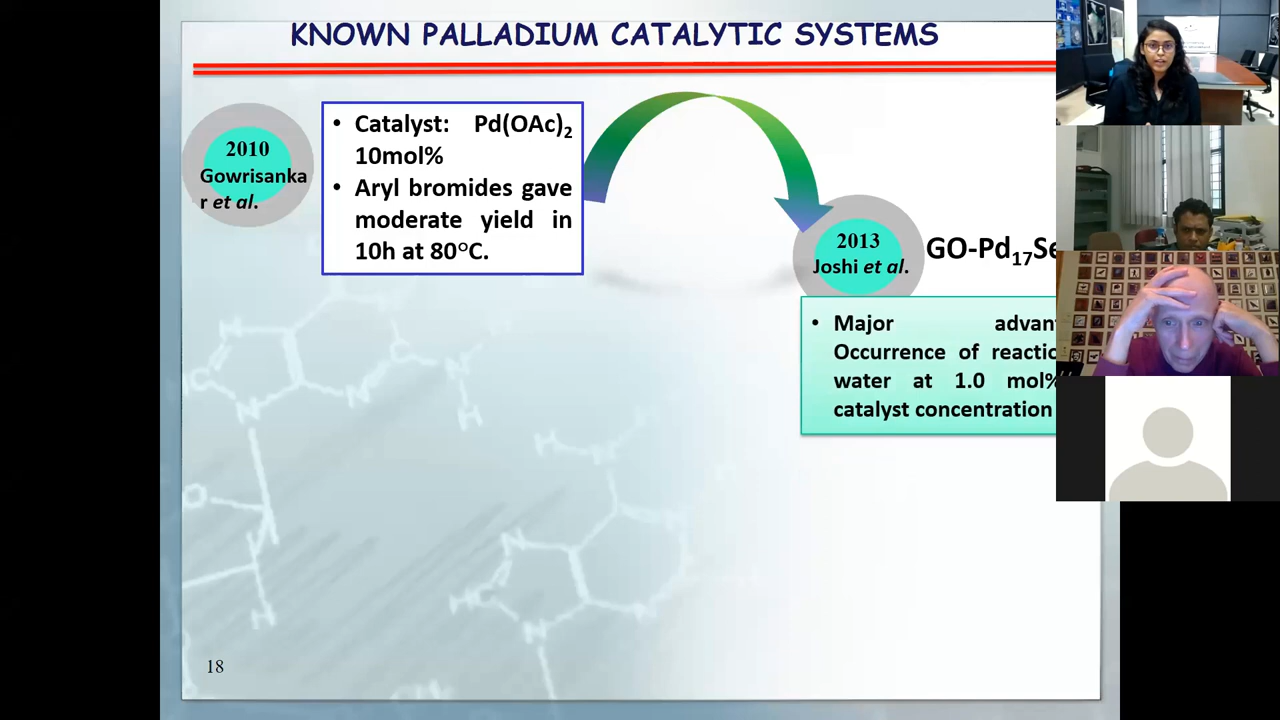 KNOWN PALLADIUM CATALYTIC SYSTEMS
2010
Gowrisanka
r et al.
• Catalyst: Pd(OAc)₂
10mol%
• Aryl bromides gave
moderate yield in
10h at 80°C.
2013
Joshi et al.
GO-Pd₁₇Se
• Major advan
Occurrence of reactio
water at 1.0 mol%
catalyst concentration
18